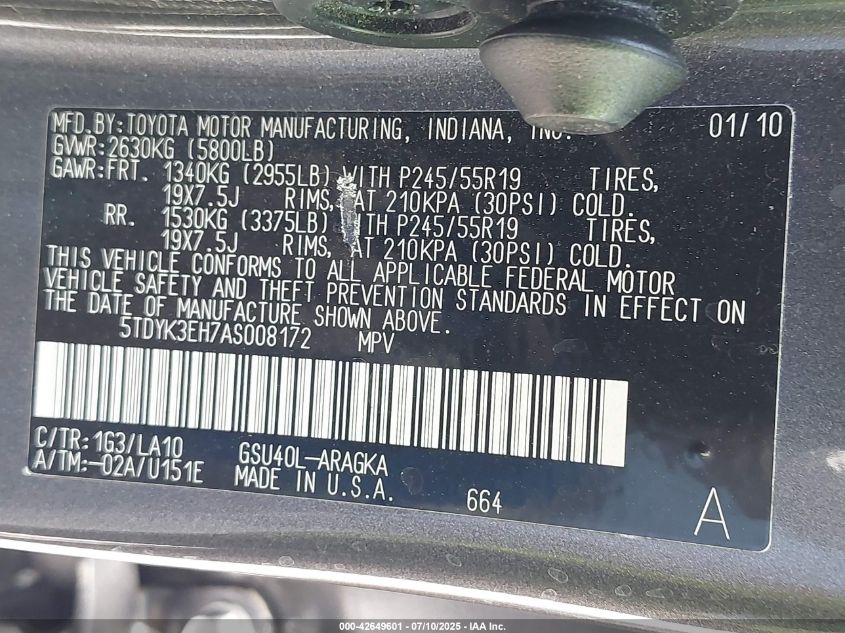 MFD.BY:TOYOTA MOTOR MANUFACTURING, INDIANA, INC. 01/10
GVWR:2630KG (5800LB)
GAWR:FRT. 1340KG (2955LB) WITH P245/55R19 TIRES,
19X7.5J RIMS, AT 210KPA (30PSI) COLD.
RR. 1530KG (3375LB) WITH P245/55R19 TIRES,
19X7.5J RIMS, AT 210KPA (30PSI) COLD.
THIS VEHICLE CONFORMS TO ALL APPLICABLE FEDERAL MOTOR
VEHICLE SAFETY AND THEFT PREVENTION STANDARDS IN EFFECT ON
THE DATE OF MANUFACTURE SHOWN ABOVE.
5TDYK3EH7AS008172 MPV
C/TR:1G3/LA10 GSU40L-ARAGKA
A/TM:-02A/U151E MADE IN U.S.A. 664 A
000-42649601 - 07/10/2025 - IAA Inc.